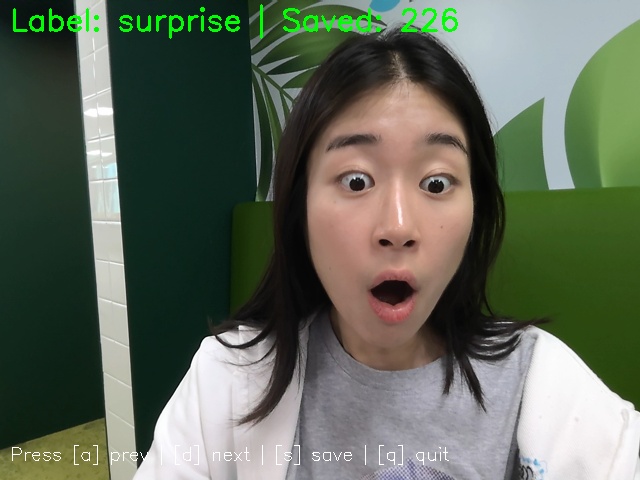 Label: surprise | Saved: 226
Press [a] prev | [d] next | [s] save | [q] quit